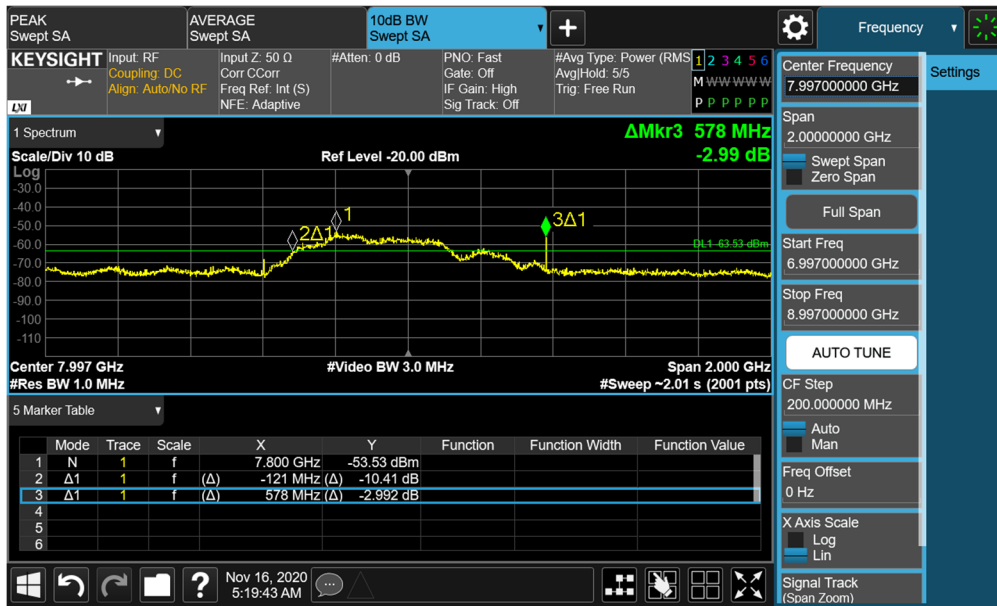 PEAK
Swept SA
AVERAGE
Swept SA
10dB BW
Swept SA
Frequency
KEYSIGHT
LXI
Input: RF
Coupling: DC
Align: Auto/No RF
Input Z: 50 Ω
Corr CCorr
Freq Ref: Int (S)
NFE: Adaptive
#Atten: 0 dB
PNO: Fast
Gate: Off
IF Gain: High
Sig Track: Off
#Avg Type: Power (RMS
Avg|Hold: 5/5
Trig: Free Run
1 2 3 4 5 6
M W W W W W
P P P P P P
1 Spectrum
ΔMkr3 578 MHz
-2.99 dB
Scale/Div 10 dB
Ref Level -20.00 dBm
Log
-30.0
-40.0
-50.0
-60.0
-70.0
-80.0
-90.0
-100
-110
1
2Δ1
3Δ1
DL1 -63.53 dBm
Center 7.997 GHz
#Video BW 3.0 MHz
Span 2.000 GHz
#Res BW 1.0 MHz
#Sweep ~2.01 s (2001 pts)
5 Marker Table
Mode Trace Scale X Y Function Function Width Function Value
1 N 1 f 7.800 GHz -53.53 dBm
2 Δ1 1 f (Δ) -121 MHz (Δ) -10.41 dB
3 Δ1 1 f (Δ) 578 MHz (Δ) -2.992 dB
4
5
6
Nov 16, 2020
5:19:43 AM
Center Frequency
7.997000000 GHz
Span
2.00000000 GHz
Swept Span
Zero Span
Full Span
Start Freq
6.997000000 GHz
Stop Freq
8.997000000 GHz
AUTO TUNE
CF Step
200.000000 MHz
Auto
Man
Freq Offset
0 Hz
X Axis Scale
Log
Lin
Signal Track
(Span Zoom)
Settings